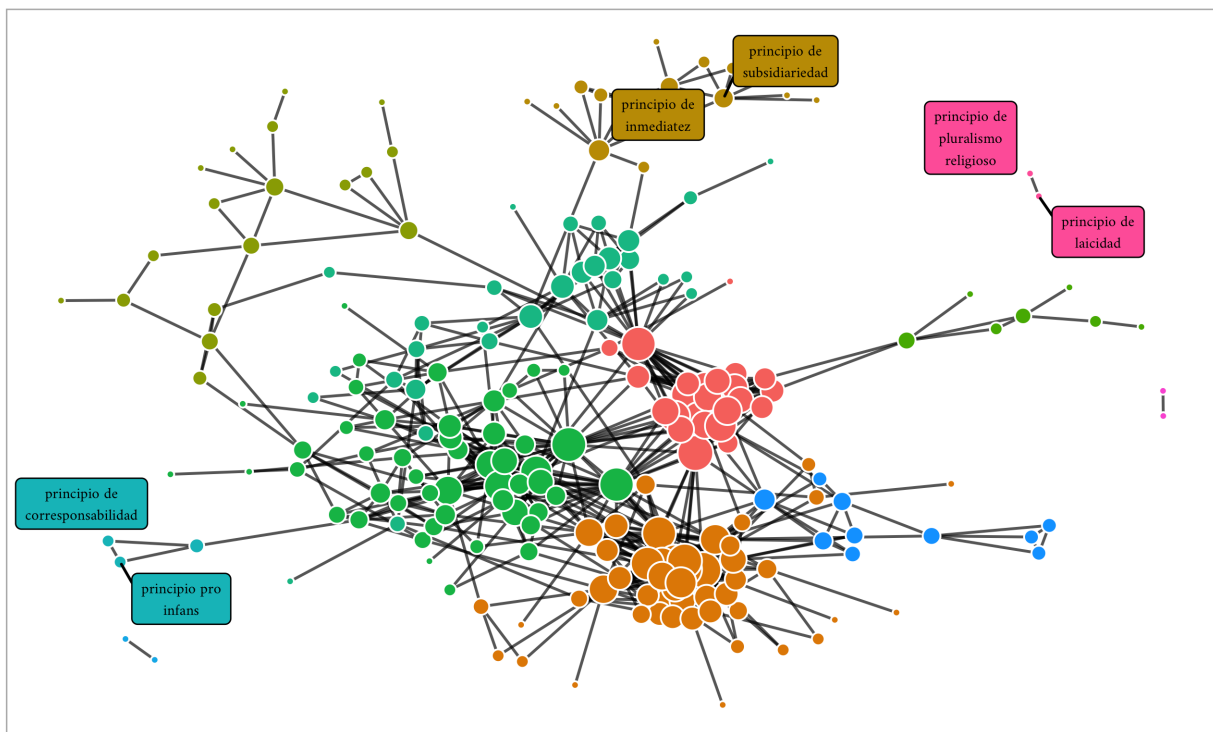 principio de
subsidiariedad
principio de
inmediatez
principio de
pluralismo
religioso
principio de
laicidad
principio de
corresponsabilidad
principio pro
infans